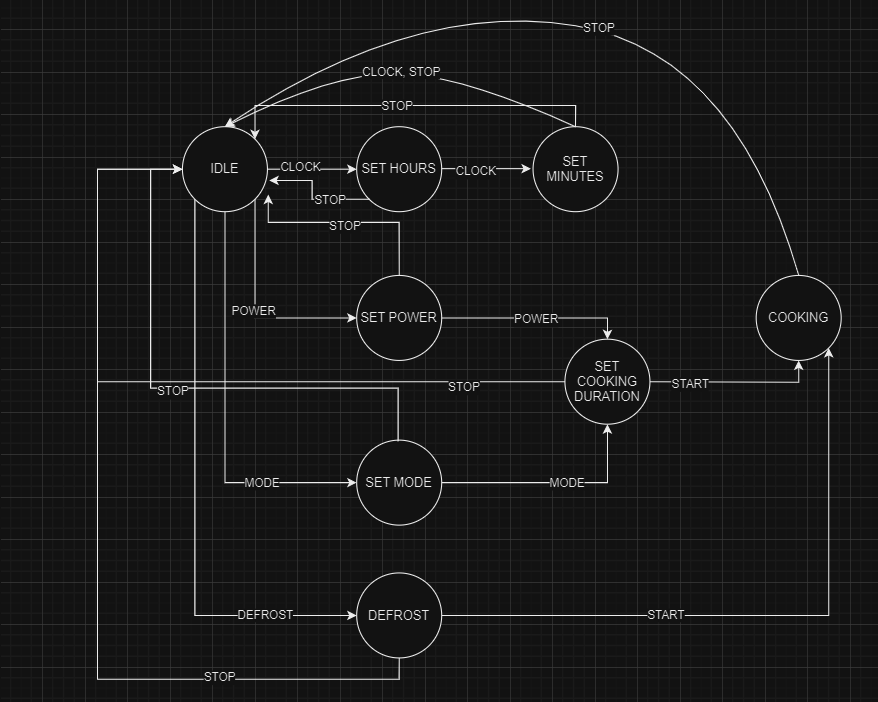 STOP
CLOCK, STOP
STOP
IDLE
CLOCK
SET HOURS
CLOCK
SET
MINUTES
STOP
STOP
POWER
SET POWER
POWER
COOKING
SET
COOKING
DURATION
STOP
STOP
START
MODE
SET MODE
MODE
DEFROST
DEFROST
START
STOP